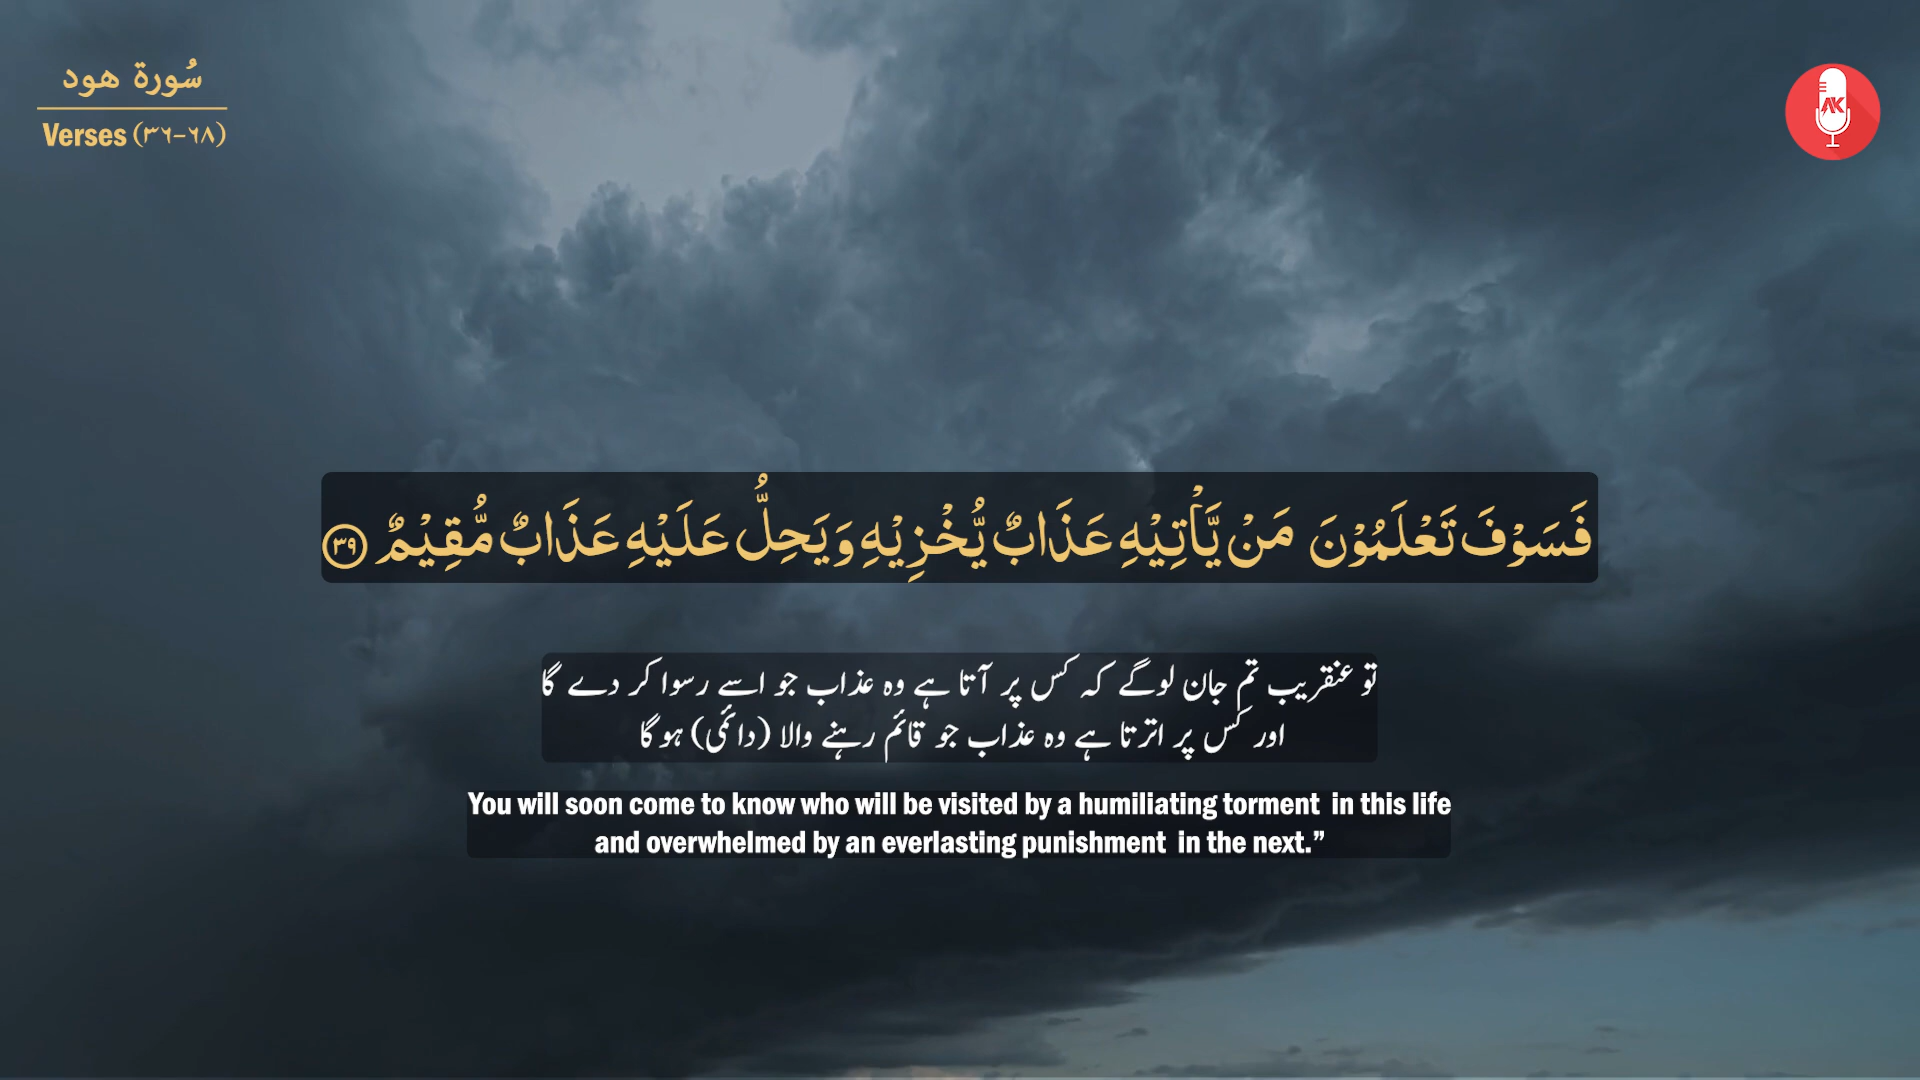 سُورة هود
Verses (٣٦-٦٨)
AK
فَسَوْفَ تَعْلَمُوْنَ مَنْ يَّاْتِيْهِ عَذَابٌ يُّخْزِيْهِ وَيَحِلُّ عَلَيْهِ عَذَابٌ مُّقِيْمٌ ٣٩
تو عنقریب تم جان لوگے کہ کس پر آتا ہے وہ عذاب جو اسے رسوا کر دے گا
اور کس پر اترتا ہے وہ عذاب جو قائم رہنے والا (دائمی) ہو گا
You will soon come to know who will be visited by a humiliating torment in this life
and overwhelmed by an everlasting punishment in the next.”